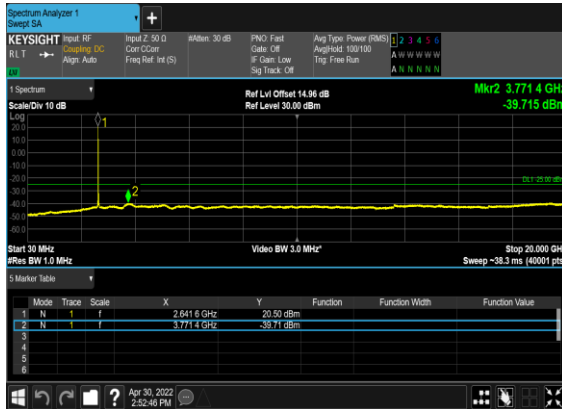 Spectrum Analyzer 1
Swept SA
+
KEYSIGHT Input: RF Input Z: 50 Ω #Atten: 30 dB PNO: Fast Avg Type: Power (RMS) 1 2 3 4 5 6
RLT Coupling: DC Corr CCorr Gate: Off Avg|Hold: 100/100 A W W W W W
Align: Auto Freq Ref: Int (S) IF Gain: Low Trig: Free Run
Sig Track: Off A N N N N N
1 Spectrum
Ref Lvl Offset 14.96 dB Mkr2 3.771 4 GHz
Scale/Div 10 dB Ref Level 30.00 dBm -39.715 dBm
Log
20.0
10.0
0.00
-10.0
-20.0
-30.0
-40.0
-50.0
-60.0
1
2
DL1 -25.00 dBm
Start 30 MHz Video BW 3.0 MHz* Stop 20.000 GHz
#Res BW 1.0 MHz Sweep ~38.3 ms (40001 pts)
5 Marker Table
Mode Trace Scale X Y Function Function Width Function Value
1 N 1 f 2.641 6 GHz 20.50 dBm
2 N 1 f 3.771 4 GHz -39.71 dBm
3
4
5
6
? Apr 30, 2022
2:52:46 PM